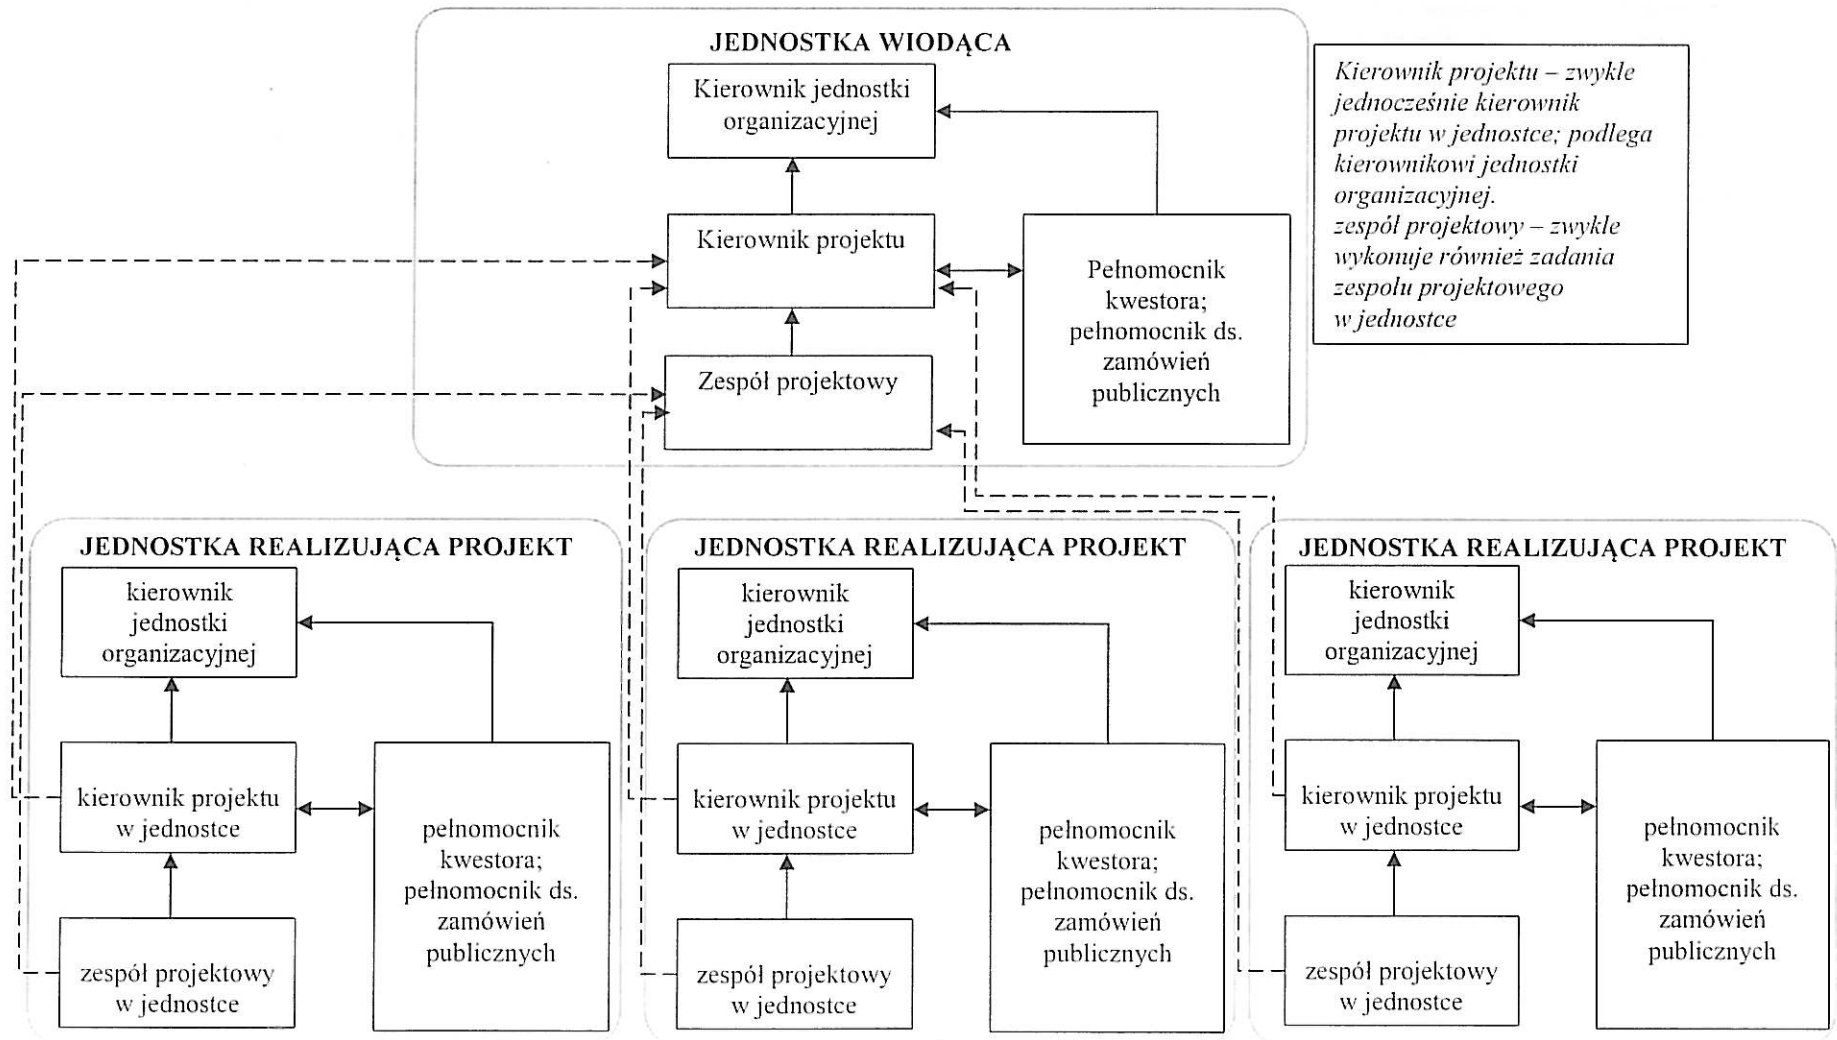 JEDNOSTKA WIODĄCA
Kierownik jednostki
organizacyjnej
Kierownik projektu
Pełnomocnik
kwestora;
pełnomocnik ds.
zamówień
publicznych
Zespół projektowy
Kierownik projektu – zwykle
jednocześnie kierownik
projektu w jednostce; podlega
kierownikowi jednostki
organizacyjnej.
zespół projektowy – zwykle
wykonuje również zadania
zespołu projektowego
w jednostce
JEDNOSTKA REALIZUJĄCA PROJEKT
kierownik
jednostki
organizacyjnej
kierownik projektu
w jednostce
pełnomocnik
kwestora;
pełnomocnik ds.
zamówień
publicznych
zespół projektowy
w jednostce
JEDNOSTKA REALIZUJĄCA PROJEKT
kierownik
jednostki
organizacyjnej
kierownik projektu
w jednostce
pełnomocnik
kwestora;
pełnomocnik ds.
zamówień
publicznych
zespół projektowy
w jednostce
JEDNOSTKA REALIZUJĄCA PROJEKT
kierownik
jednostki
organizacyjnej
kierownik projektu
w jednostce
pełnomocnik
kwestora;
pełnomocnik ds.
zamówień
publicznych
zespół projektowy
w jednostce